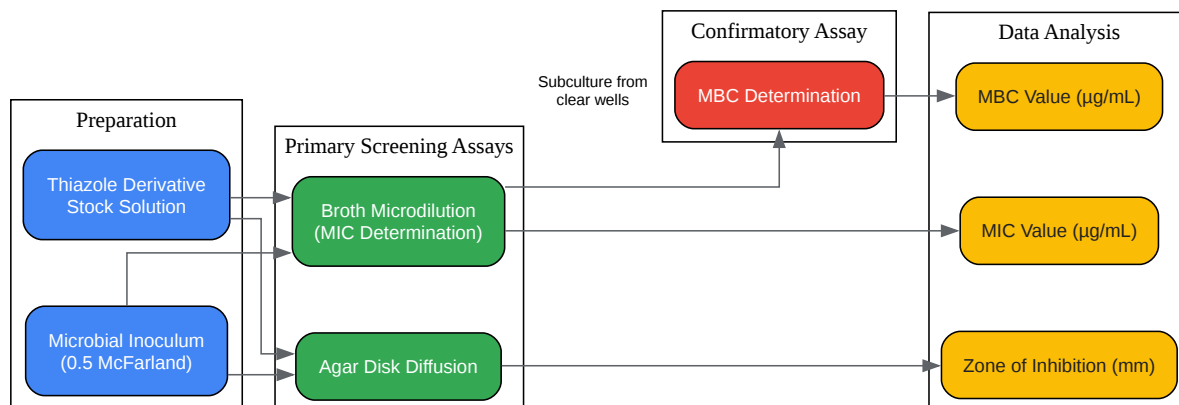 Preparation
Thiazole Derivative
Stock Solution
Microbial Inoculum
(0.5 McFarland)
Primary Screening Assays
Broth Microdilution
(MIC Determination)
Agar Disk Diffusion
Subculture from
clear wells
Confirmatory Assay
MBC Determination
Data Analysis
MBC Value (µg/mL)
MIC Value (µg/mL)
Zone of Inhibition (mm)